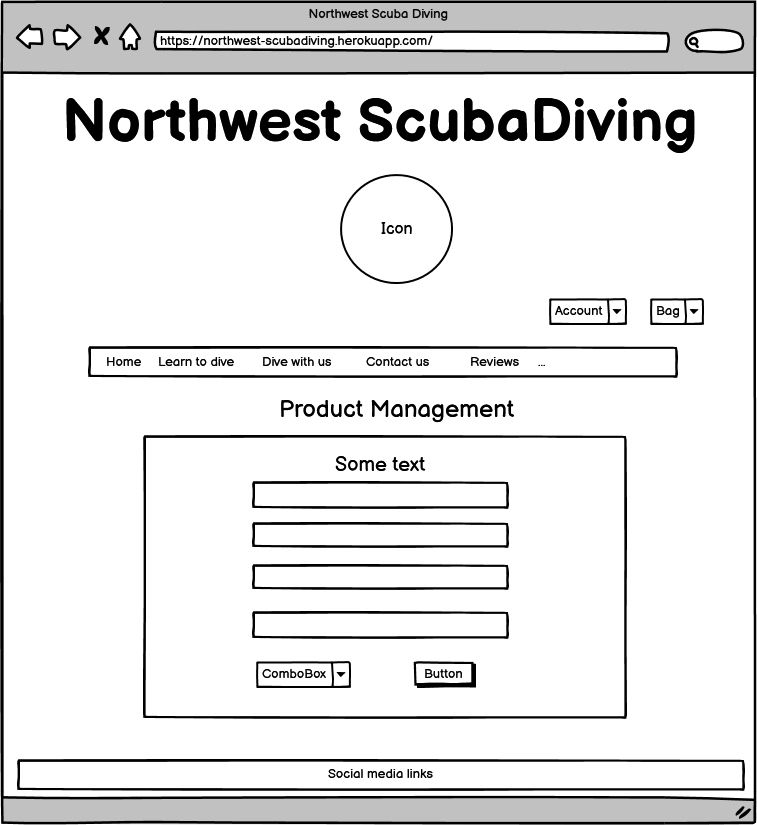 Northwest Scuba Diving
https://northwest-scubadiving.herokuapp.com/
Northwest ScubaDiving
Icon
Account Bag
Home Learn to dive Dive with us Contact us Reviews ...
Product Management
Some text
ComboBox Button
Social media links